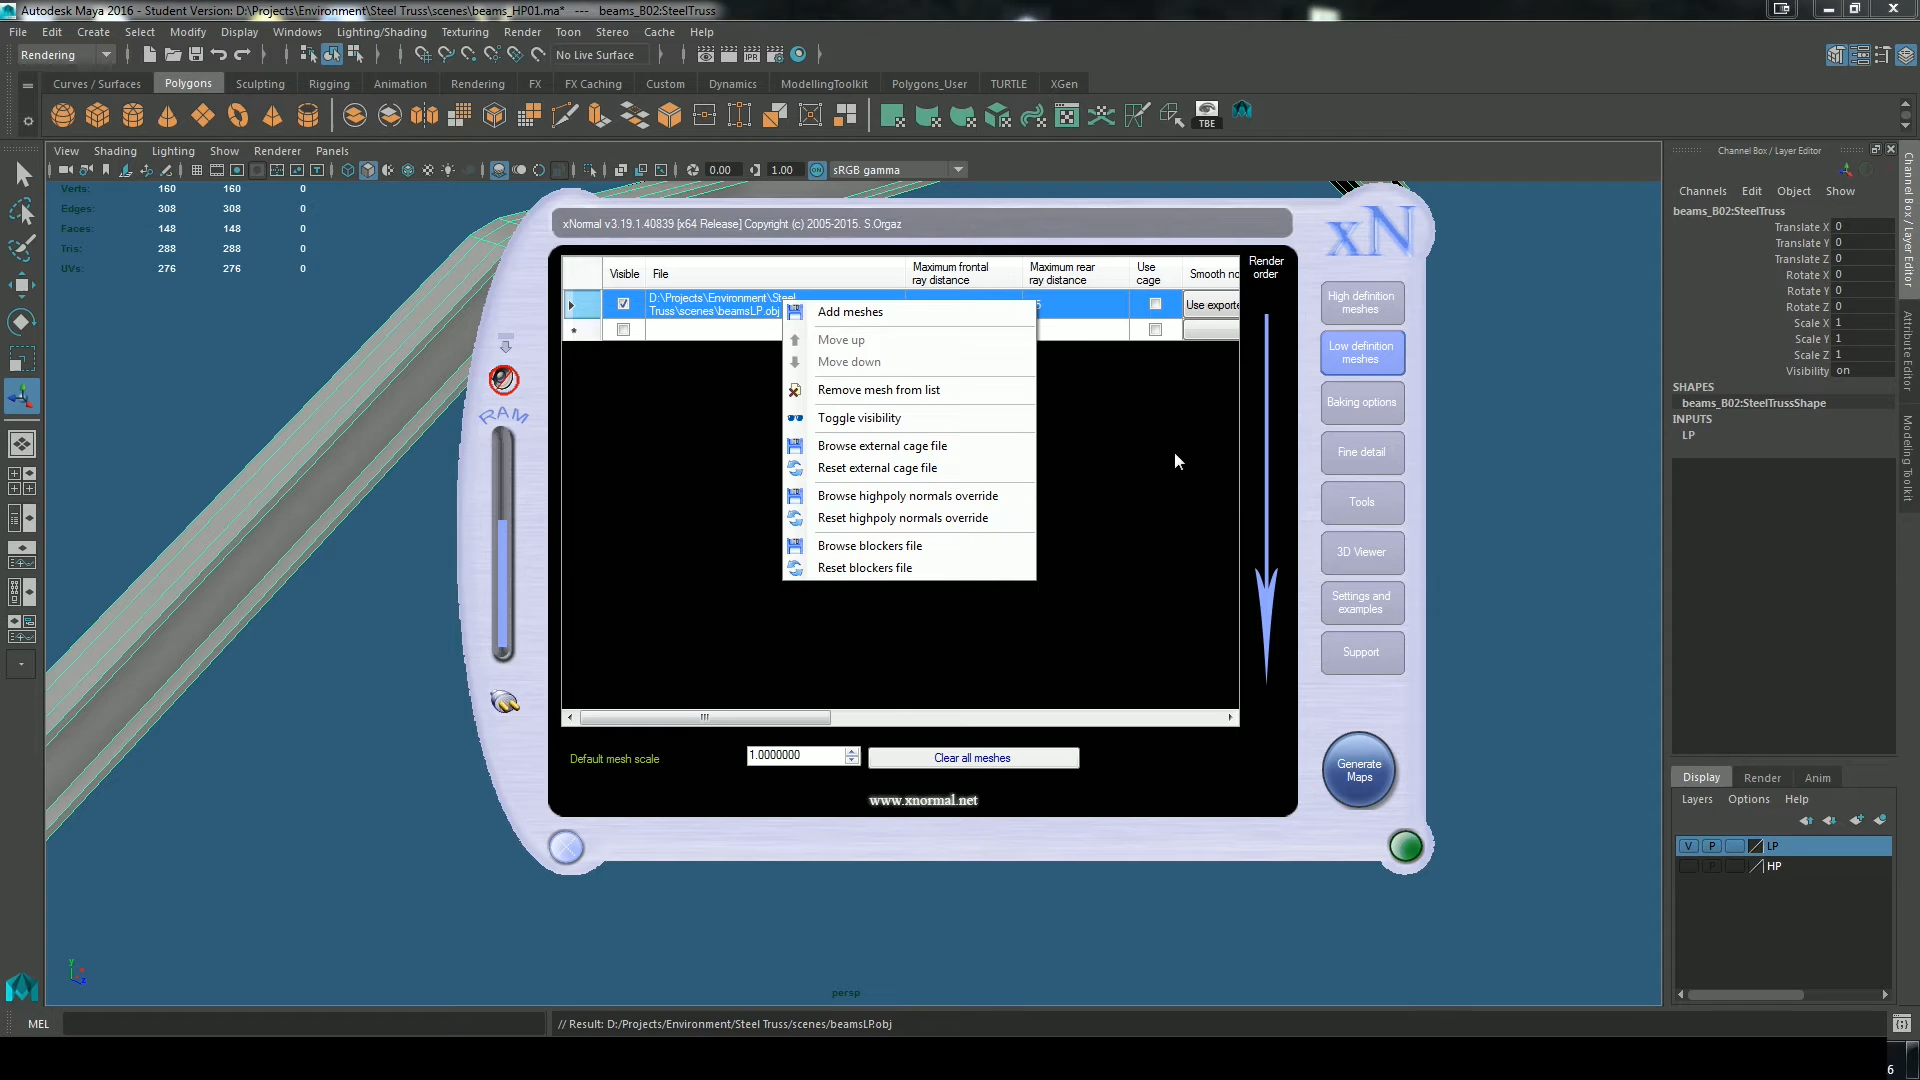 Autodesk Maya 2016 - Student Version: D:\Projects\Environment\Steel Truss\scenes\beams_HP01.ma* --- beams_B02:SteelTruss
File Edit Create Select Modify Display Windows Lighting/Shading Texturing Render Toon Stereo Cache Help
Rendering No Live Surface
Curves / Surfaces Polygons Sculpting Rigging Animation Rendering FX FX Caching Custom Dynamics ModellingToolkit Polygons_User TURTLE XGen
TBE
View Shading Lighting Show Renderer Panels
0.00 1.00 sRGB gamma
Verts: 160 160 0
Edges: 308 308 0
Faces: 148 148 0
Tris: 288 288 0
UVs: 276 276 0
xNormal v3.19.1.40839 [x64 Release] Copyright (c) 2005-2015. S.Orgaz
xN
Visible File Maximum frontal ray distance Maximum rear ray distance Use cage Smooth no
Render order
D:\Projects\Environment\Steel
Truss\scenes\beamsLP.obj
5
Use exporte
Add meshes
Move up
Move down
Remove mesh from list
Toggle visibility
Browse external cage file
Reset external cage file
Browse highpoly normals override
Reset highpoly normals override
Browse blockers file
Reset blockers file
RAM
High definition meshes
Low definition meshes
Baking options
Fine detail
Tools
3D Viewer
Settings and examples
Support
Generate Maps
Default mesh scale 1.0000000 Clear all meshes
www.xnormal.net
persp
Channel Box / Layer Editor
Channels Edit Object Show
beams_B02:SteelTruss
Translate X 0
Translate Y 0
Translate Z 0
Rotate X 0
Rotate Y 0
Rotate Z 0
Scale X 1
Scale Y 1
Scale Z 1
Visibility on
SHAPES
beams_B02:SteelTrussShape
INPUTS
LP
Channel Box / Layer Editor
Attribute Editor
Modeling Toolkit
Display Render Anim
Layers Options Help
V P LP
P HP
MEL // Result: D:/Projects/Environment/Steel Truss/scenes/beamsLP.obj
6